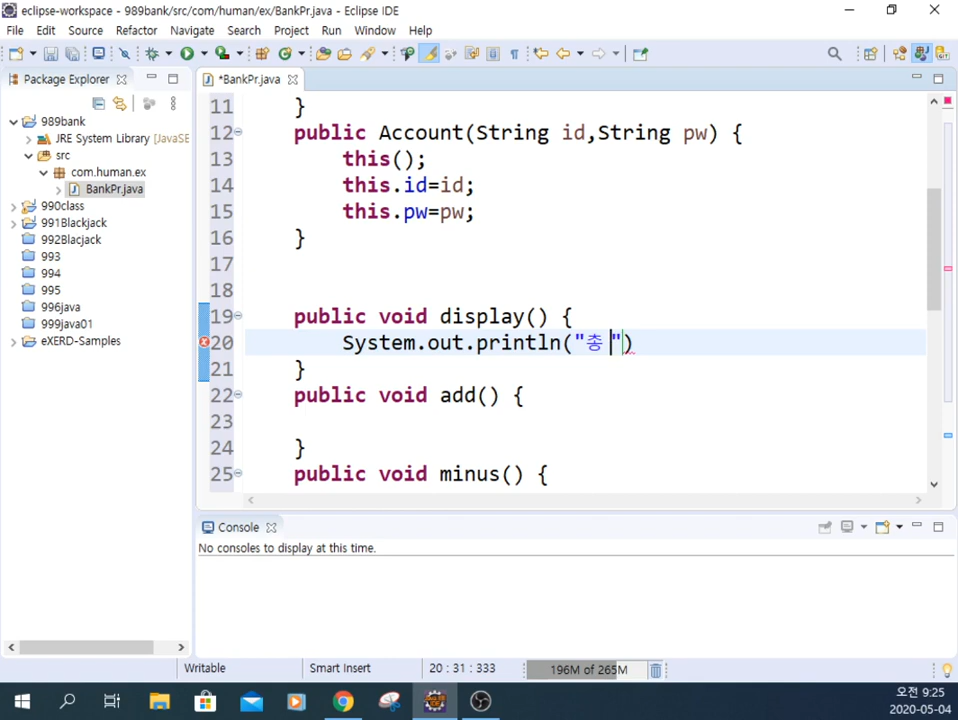 eclipse-workspace - 989bank/src/com/human/ex/BankPr.java - Eclipse IDE
File Edit Source Refactor Navigate Search Project Run Window Help
Package Explorer
*BankPr.java
989bank
JRE System Library [JavaSE
src
com.human.ex
BankPr.java
990class
991Blackjack
992Blacjack
993
994
995
996java
999java01
eXERD-Samples
11 }
12 public Account(String id,String pw) {
13 this();
14 this.id=id;
15 this.pw=pw;
16 }
17
18
19 public void display() {
20 System.out.println("총 ")
21 }
22 public void add() {
23
24 }
25 public void minus() {
Console
No consoles to display at this time.
Writable Smart Insert 20 : 31 : 333 196M of 265M
오전 9:25
2020-05-04